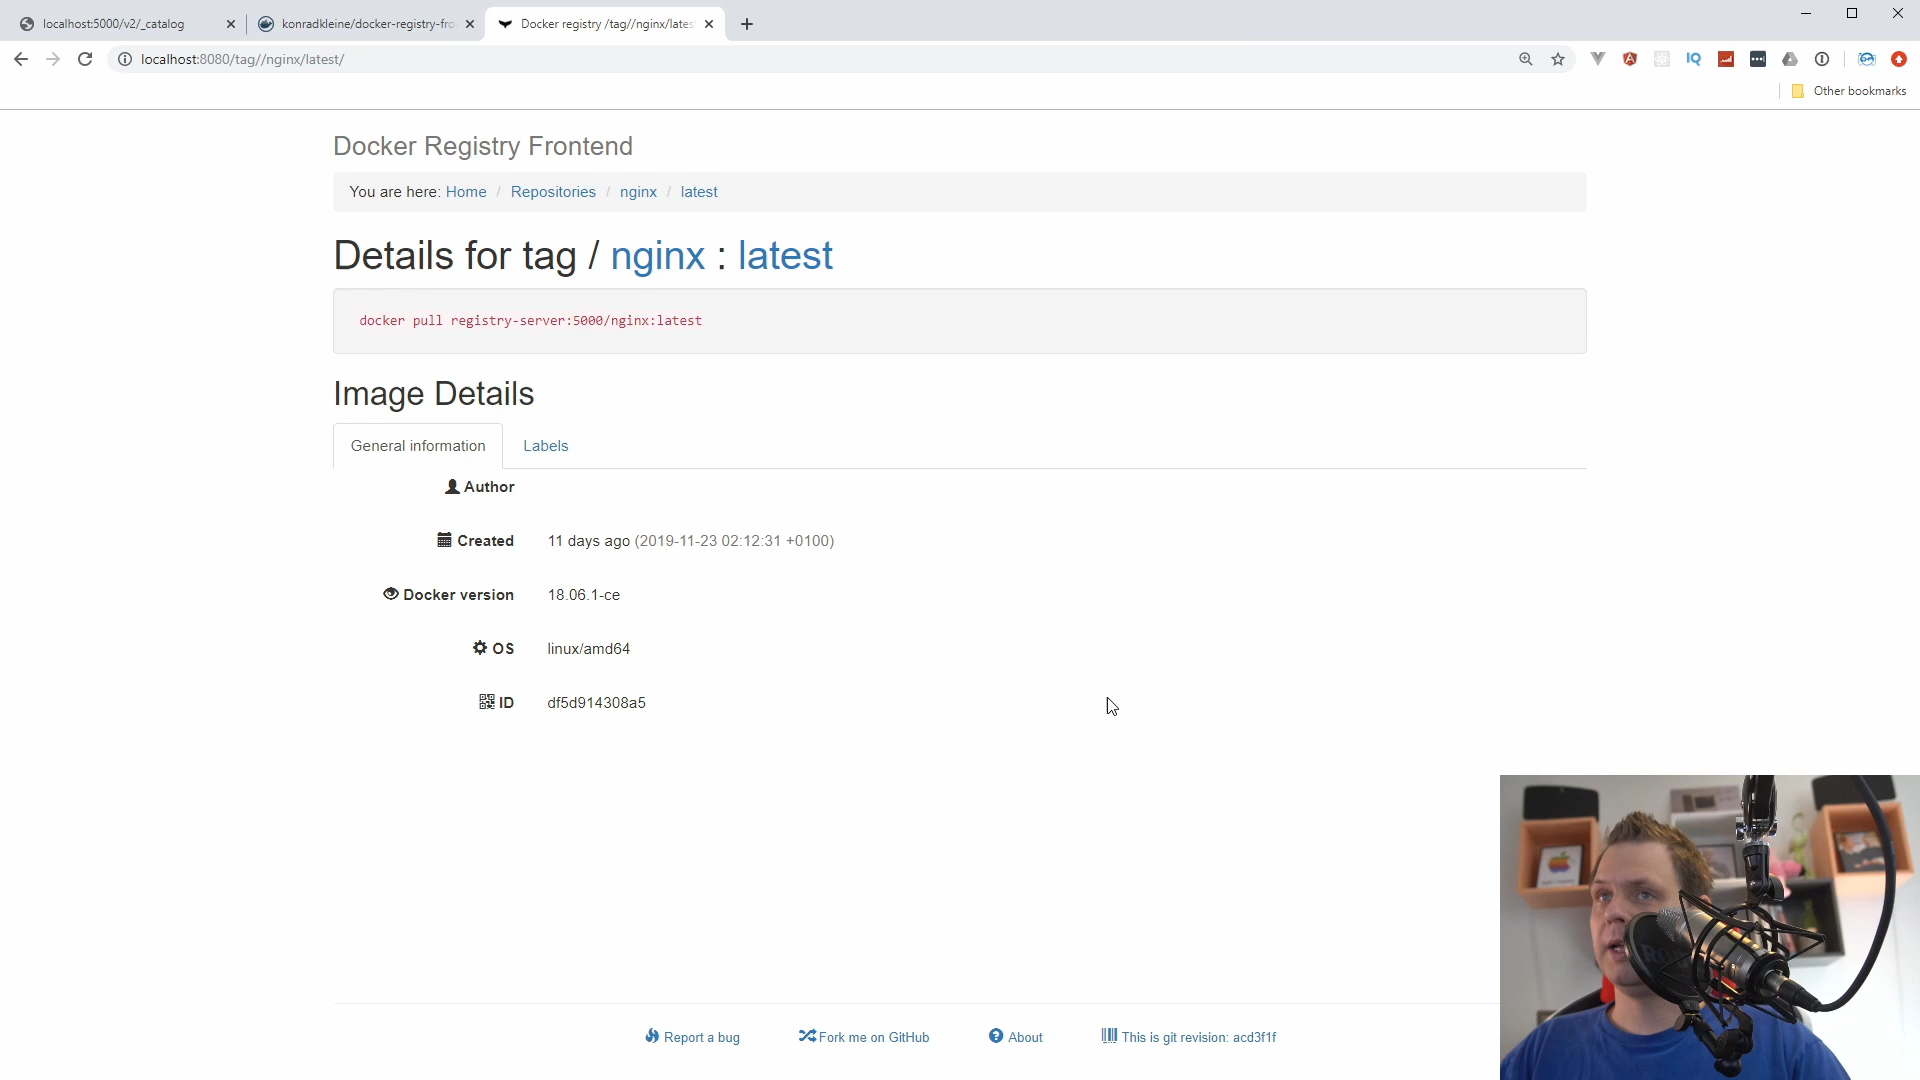 localhost:5000/v2/_catalog
konradkleine/docker-registry-fro
Docker registry /tag//nginx/lates
localhost:8080/tag//nginx/latest/
IQ
Other bookmarks
Docker Registry Frontend
You are here: Home / Repositories / nginx / latest
Details for tag / nginx : latest
docker pull registry-server:5000/nginx:latest
Image Details
General information
Labels
Author
Created 11 days ago (2019-11-23 02:12:31 +0100)
Docker version 18.06.1-ce
OS linux/amd64
ID df5d914308a5
Report a bug
Fork me on GitHub
About
This is git revision: acd3f1f